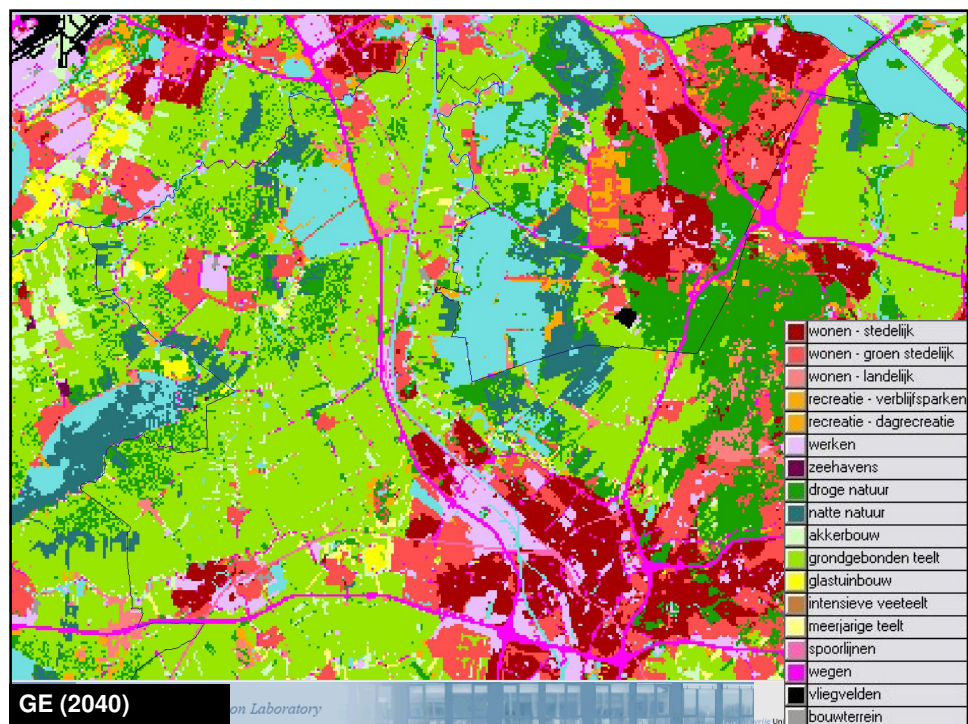 wonen - stedelijk
wonen - groen stedelijk
wonen - landelijk
recreatie - verblijfsparken
recreatie - dagrecreatie
werken
zeehavens
droge natuur
natte natuur
akkerbouw
grondgebonden teelt
glastuinbouw
intensieve veeteelt
meerjarige teelt
spoorlijnen
wegen
vliegvelden
bouwterrein
GE (2040)
on Laboratory